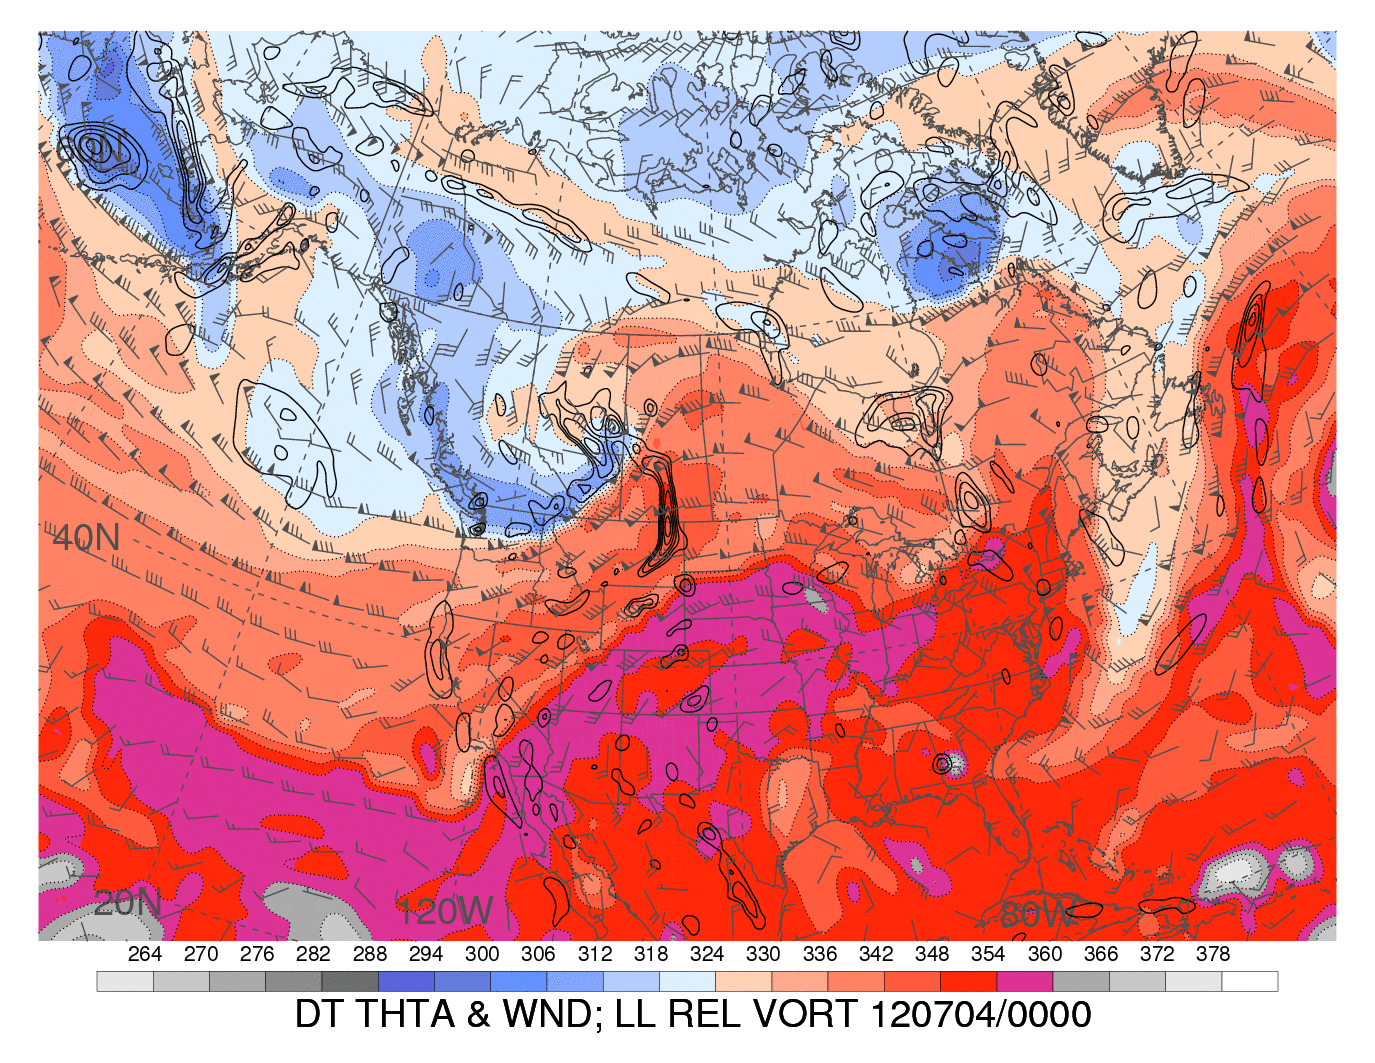 60N
40N
20N
120W
80W
264 270 276 282 288 294 300 306 312 318 324 330 336 342 348 354 360 366 372 378
DT THTA & WND; LL REL VORT 120704/0000